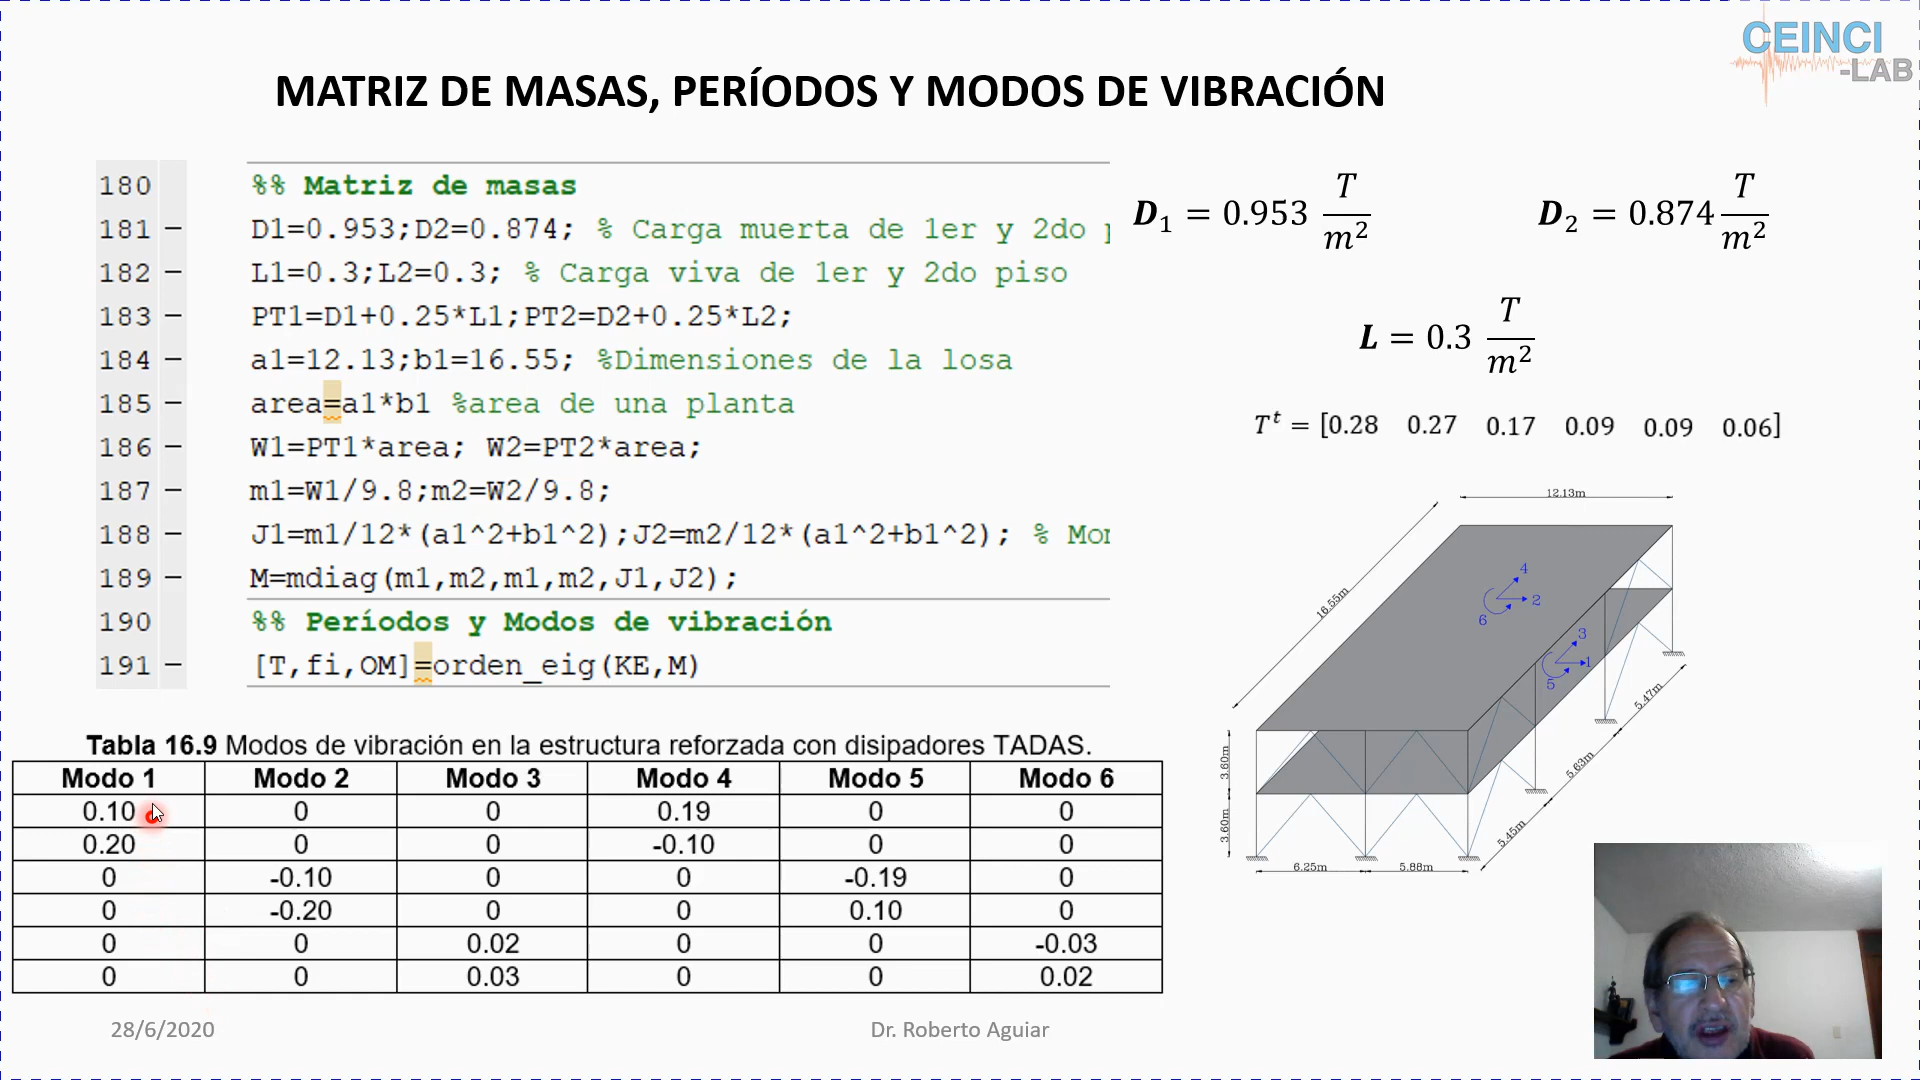 CEINCI
-LAB
MATRIZ DE MASAS, PERÍODOS Y MODOS DE VIBRACIÓN
180 %% Matriz de masas
181 – D1=0.953;D2=0.874; % Carga muerta de 1er y 2do
182 – L1=0.3;L2=0.3; % Carga viva de 1er y 2do piso
183 – PT1=D1+0.25*L1;PT2=D2+0.25*L2;
184 – a1=12.13;b1=16.55; %Dimensiones de la losa
185 – area=a1*b1 %area de una planta
186 – W1=PT1*area; W2=PT2*area;
187 – m1=W1/9.8;m2=W2/9.8;
188 – J1=m1/12*(a1^2+b1^2);J2=m2/12*(a1^2+b1^2); %
189 – M=mdiag(m1,m2,m1,m2,J1,J2);
190 %% Períodos y Modos de vibración
191 – [T,fi,OM]=orden_eig(KE,M)
D1 = 0.953 T/m²
D2 = 0.874 T/m²
L = 0.3 T/m²
T^t = [0.28 0.27 0.17 0.09 0.09 0.06]
12.13m
16.55m
4
2
6
3
1
5
3.60m
3.60m
5.47m
5.63m
5.45m
6.25m
5.88m
Tabla 16.9 Modos de vibración en la estructura reforzada con disipadores TADAS.
Modo 1 Modo 2 Modo 3 Modo 4 Modo 5 Modo 6
0.10 0 0 0.19 0 0
0.20 0 0 -0.10 0 0
0 -0.10 0 0 -0.19 0
0 -0.20 0 0 0.10 0
0 0 0.02 0 0 -0.03
0 0 0.03 0 0 0.02
28/6/2020
Dr. Roberto Aguiar